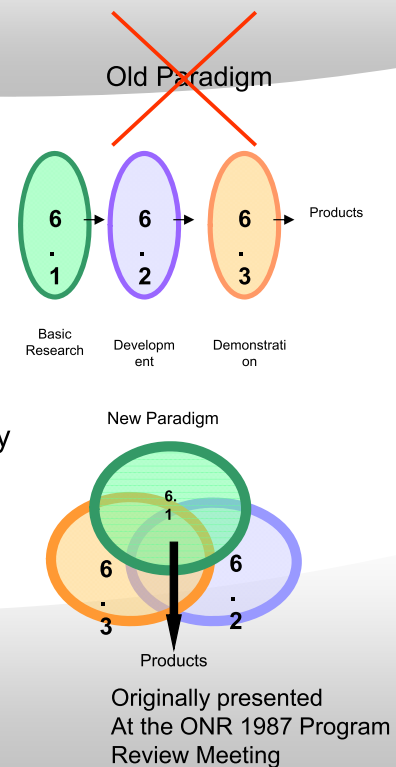 Old Paradigm
6
.
1
6
.
2
6
.
3
Products
Basic
Research
Developm
ent
Demonstrati
on
New Paradigm
y
6.
1
6
.
3
6
.
2
Products
Originally presented
At the ONR 1987 Program
Review Meeting